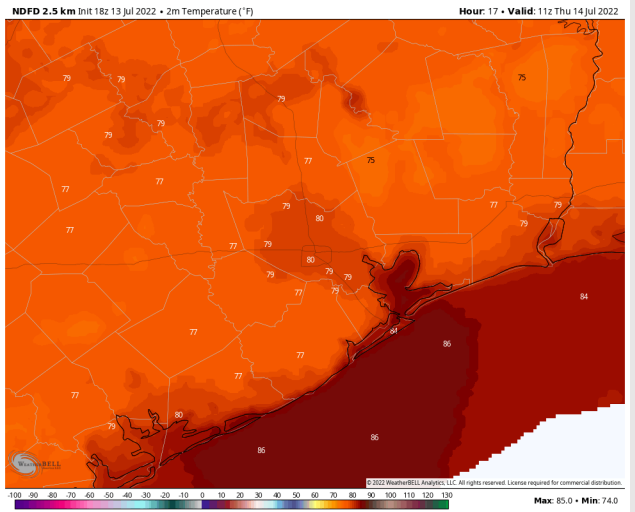 NDFD 2.5 km Init 18z 13 Jul 2022 • 2m Temperature (°F)
Hour: 17 • Valid: 11z Thu 14 Jul 2022
79 79 75
79
79
79
77 75
77 77
79 77 79
80 79
77 77 79
80
79 79
79
77 79 84
77 84 86
77
77
77
80
79
86 86
WeatherBELL
© 2022 WeatherBELL Analytics, LLC. All rights reserved. License required for commercial distribution.
-100 -90 -80 -70 -60 -50 -40 -30 -20 -10 0 10 20 30 40 50 60 70 80 90 100 110 120 130
Max: 85.0 • Min: 74.0